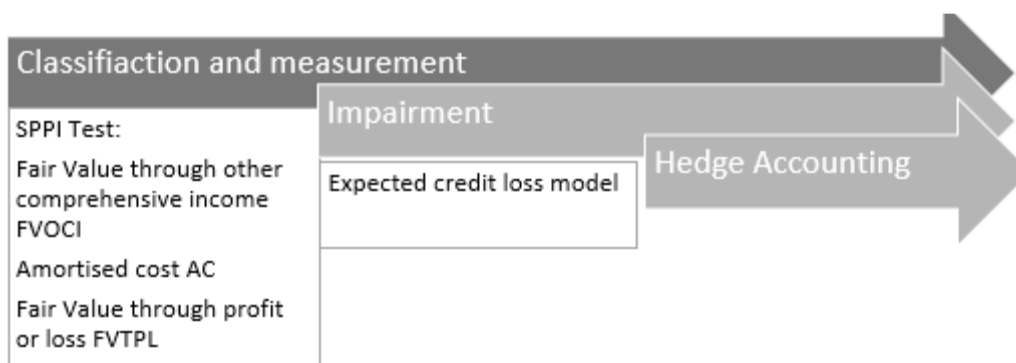 Classifiaction and measurement
SPPI Test:
Fair Value through other
comprehensive income
FVOCI
Amortised cost AC
Fair Value through profit
or loss FVTPL
Impairment
Expected credit loss model
Hedge Accounting